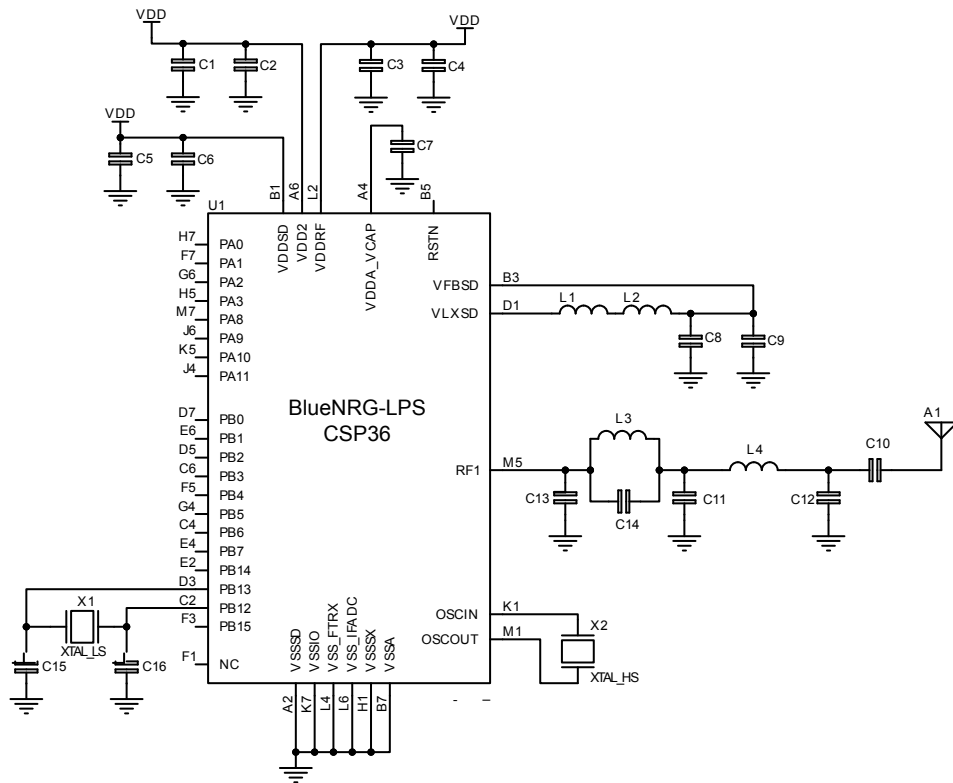 VDD
VDD
C1
C2
C3
C4
VDD
C5
C6
C7
B1
A6
L2
A4
B5
U1
VDDSD
VDD2
VDDRF
VDDA_VCAP
RSTN
H7 PA0
F7 PA1
G6 PA2
H5 PA3
M7 PA8
J6 PA9
K5 PA10
J4 PA11
D7 PB0
E6 PB1
D5 PB2
C6 PB3
F5 PB4
G4 PB5
C4 PB6
E4 PB7
E2 PB14
D3 PB13
C2 PB12
F3 PB15
F1 NC
BlueNRG-LPS
CSP36
VFBSD B3
VLXSD D1
L1
L2
C8
C9
RF1 M5
L3
C13
C14
C11
L4
C12
C10
A1
OSCIN K1
OSCOUT M1
X2
XTAL_HS
X1
XTAL_LS
C15
C16
VSSSD
VSSIO
VSS_FTRX
VSS_IFADC
VSSSX
VSSA
A2
K7
L4
L6
H1
B7